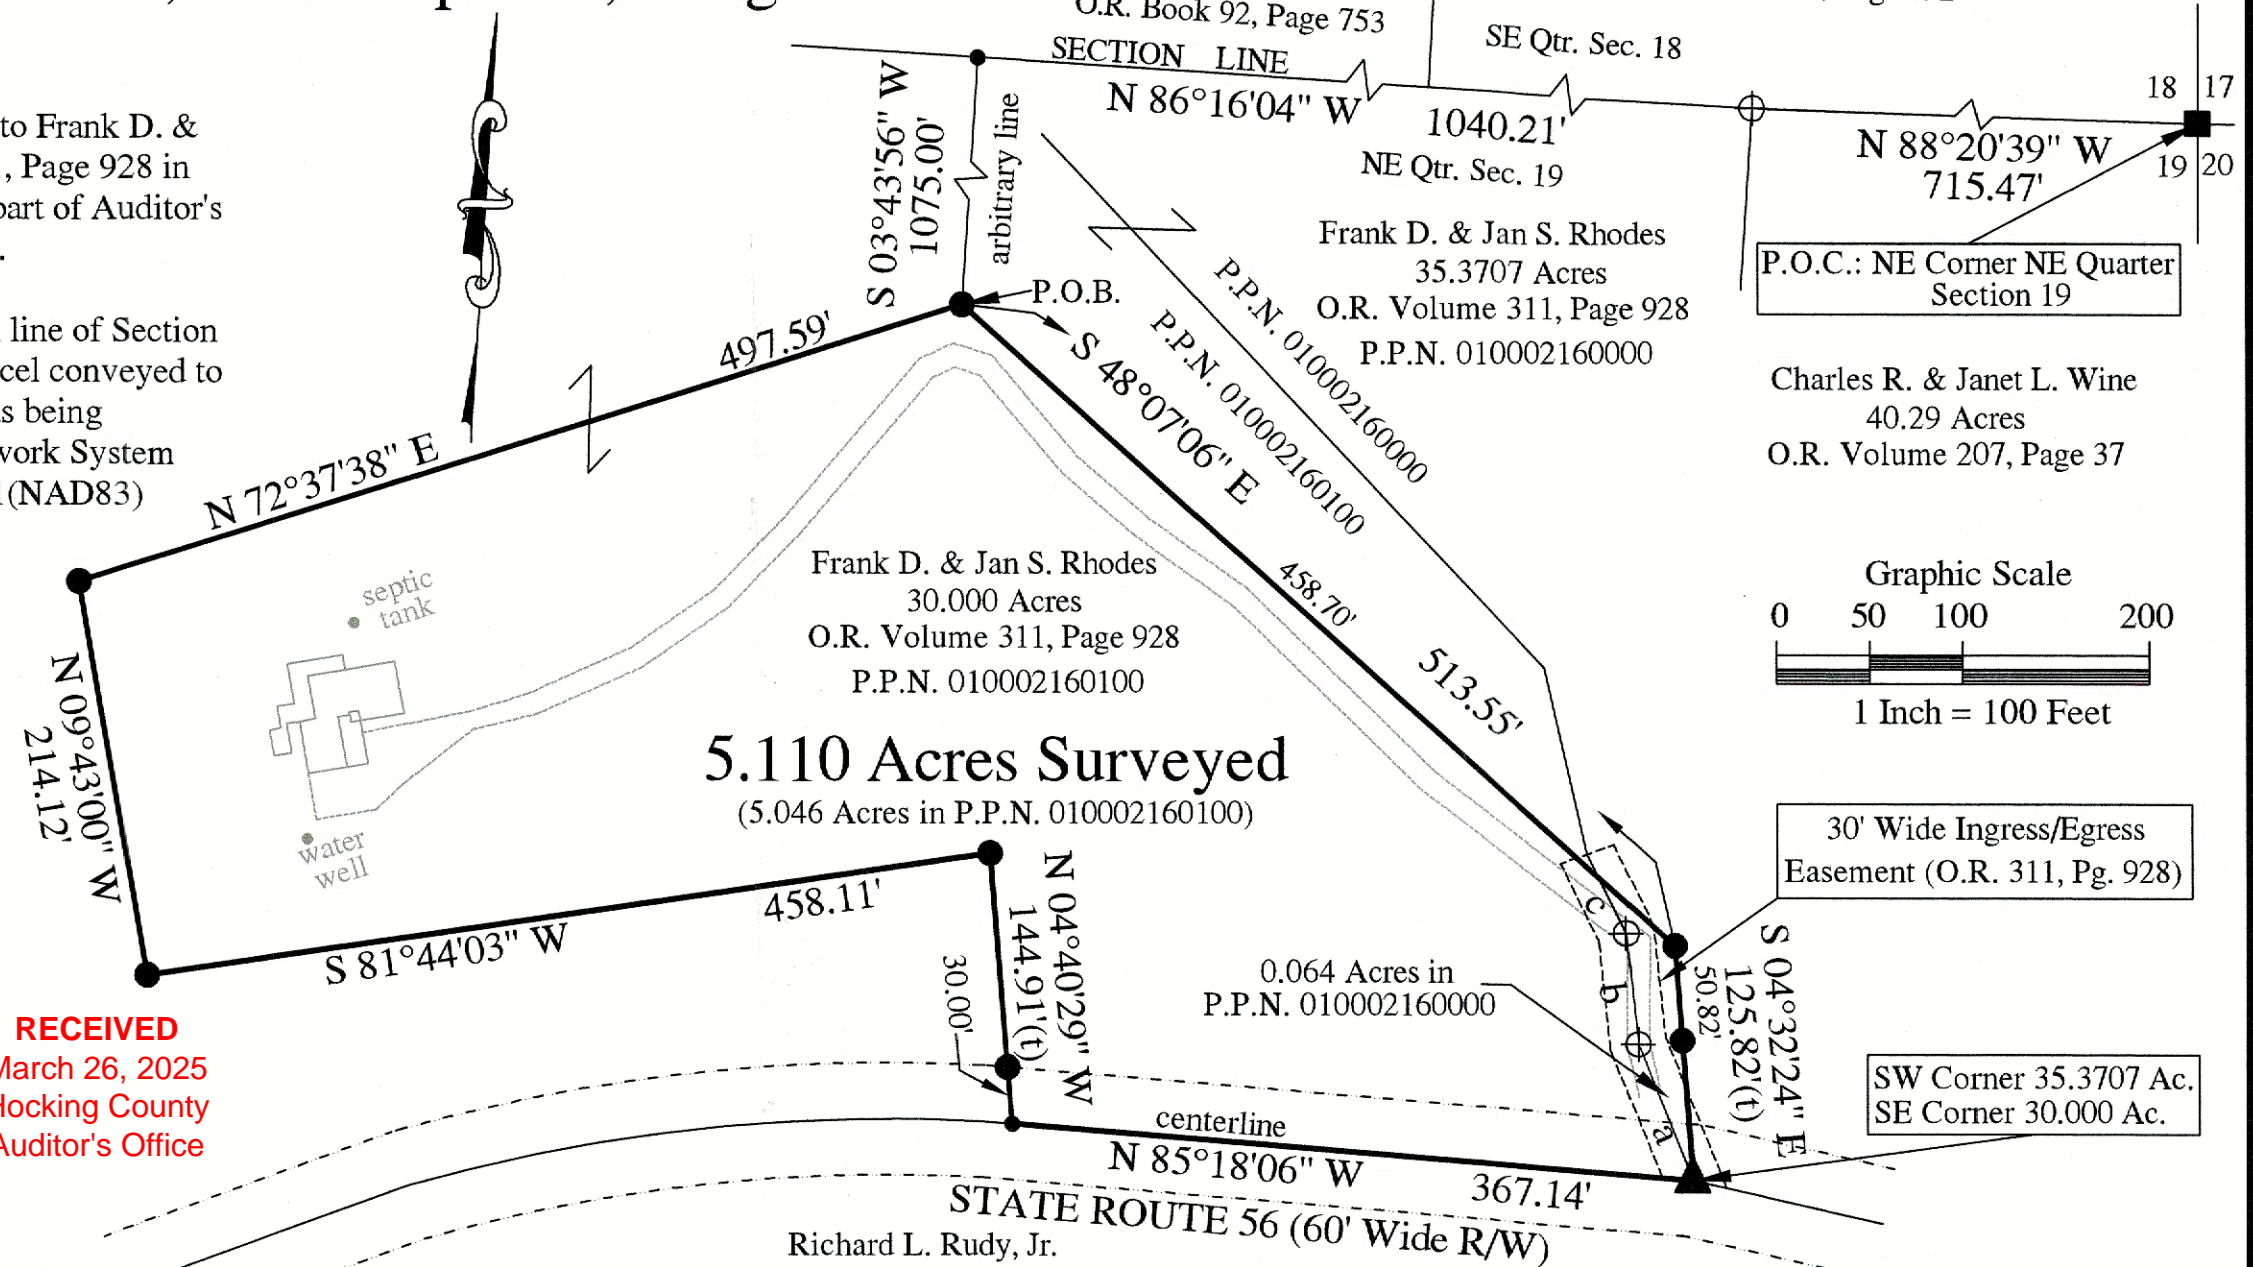 O.R. Book 92, Page 753
SECTION LINE
N 86°16'04" W
1040.21'
NE Qtr. Sec. 19
SE Qtr. Sec. 18
18 17
19 20
N 88°20'39" W
715.47'
P.O.C.: NE Corner NE Quarter
Section 19
to Frank D. &
, Page 928 in
part of Auditor's
line of Section
cel conveyed to
s being
work System
(NAD83)
S 03°43'56" W
1075.00'
arbitrary line
P.O.B.
Frank D. & Jan S. Rhodes
35.3707 Acres
O.R. Volume 311, Page 928
P.P.N. 010002160000
P.P.N. 010002160000
P.P.N. 010002160100
Charles R. & Janet L. Wine
40.29 Acres
O.R. Volume 207, Page 37
N 72°37'38" E
497.59'
S 48°07'06" E
458.70'
513.55'
Graphic Scale
0 50 100 200
1 Inch = 100 Feet
septic
tank
Frank D. & Jan S. Rhodes
30.000 Acres
O.R. Volume 311, Page 928
P.P.N. 010002160100
5.110 Acres Surveyed
(5.046 Acres in P.P.N. 010002160100)
N 09°43'00" W
214.12'
water
well
S 81°44'03" W
458.11'
N 04°40'29" W
144.91'(t)
30.00'
30' Wide Ingress/Egress
Easement (O.R. 311, Pg. 928)
c
b
a
0.064 Acres in
P.P.N. 010002160000
S 04°32'24" E
125.82'(t)
50.82'
SW Corner 35.3707 Ac.
SE Corner 30.000 Ac.
RECEIVED
March 26, 2025
Hocking County
Auditor's Office
centerline
N 85°18'06" W
367.14'
STATE ROUTE 56 (60' Wide R/W)
Richard L. Rudy, Jr.